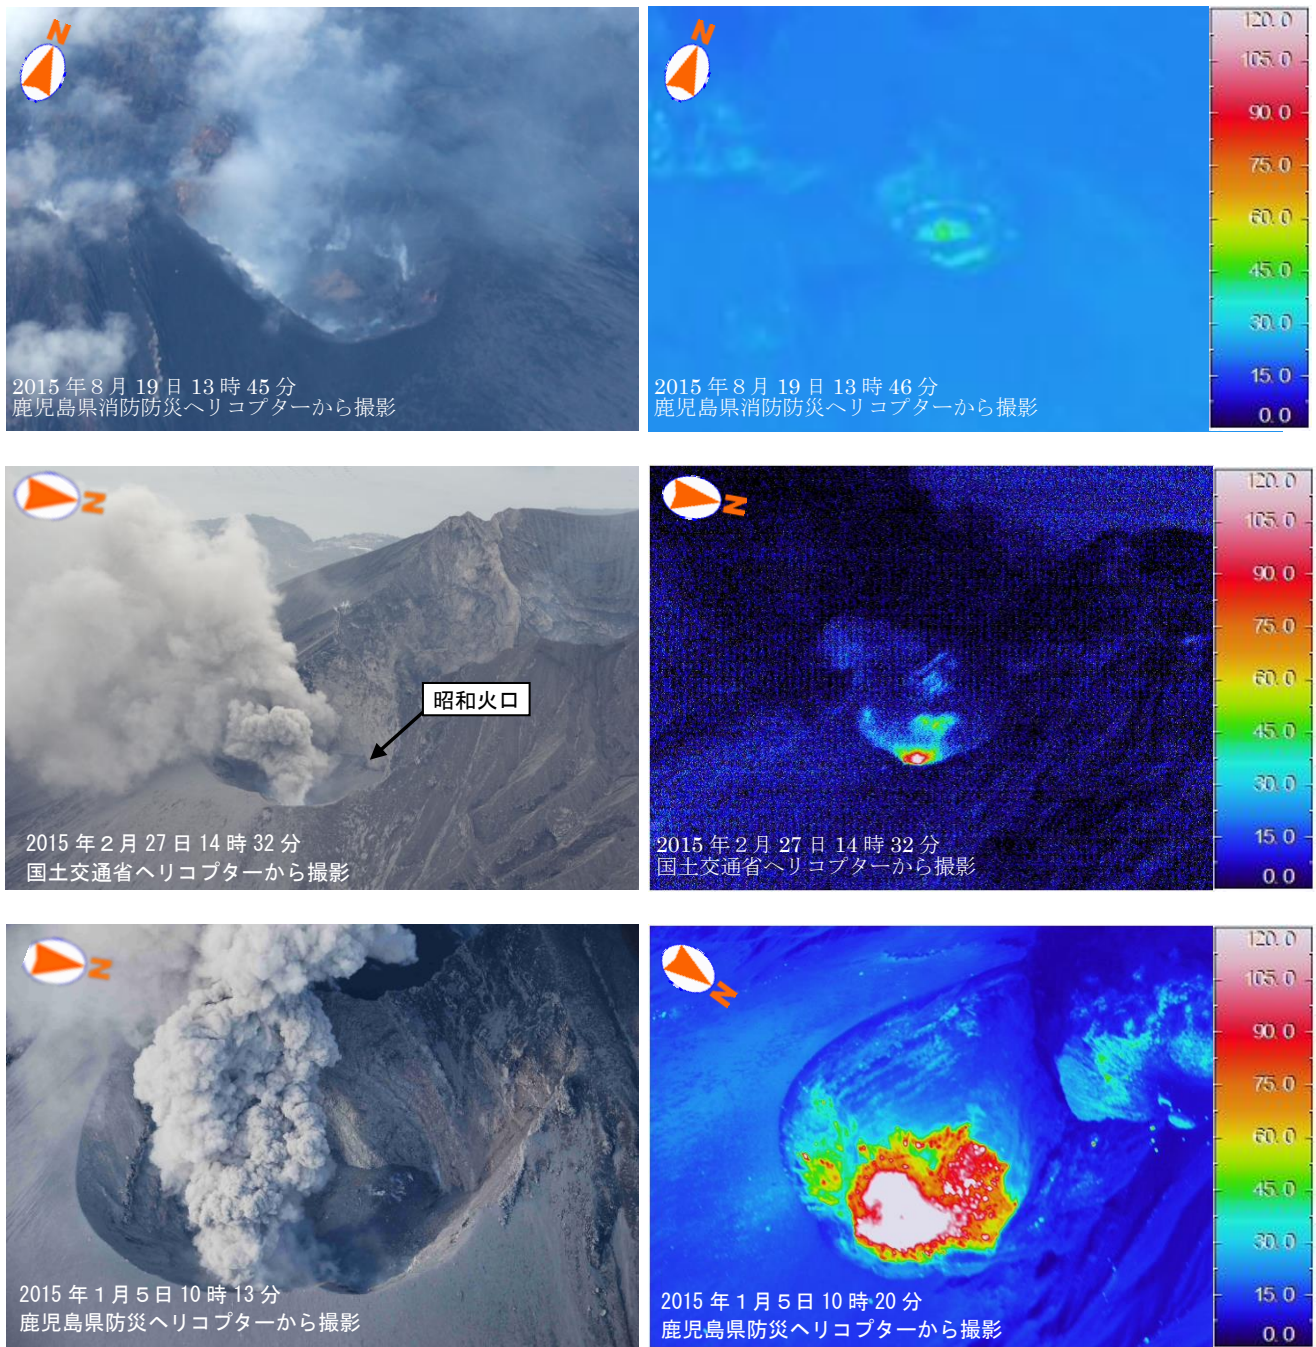 N
N
120.0
105.0
90.0
75.0
60.0
45.0
30.0
15.0
0.0
2015年8月19日13時45分
鹿児島県消防防災ヘリコプターから撮影
2015年8月19日13時46分
鹿児島県消防防災ヘリコプターから撮影
N
N
120.0
105.0
90.0
75.0
60.0
45.0
30.0
15.0
0.0
昭和火口
2015年2月27日14時32分
国土交通省ヘリコプターから撮影
2015年2月27日14時32分
国土交通省ヘリコプターから撮影
N
N
120.0
105.0
90.0
75.0
60.0
45.0
30.0
15.0
0.0
2015年1月5日10時13分
鹿児島県防災ヘリコプターから撮影
2015年1月5日10時20分
鹿児島県防災ヘリコプターから撮影